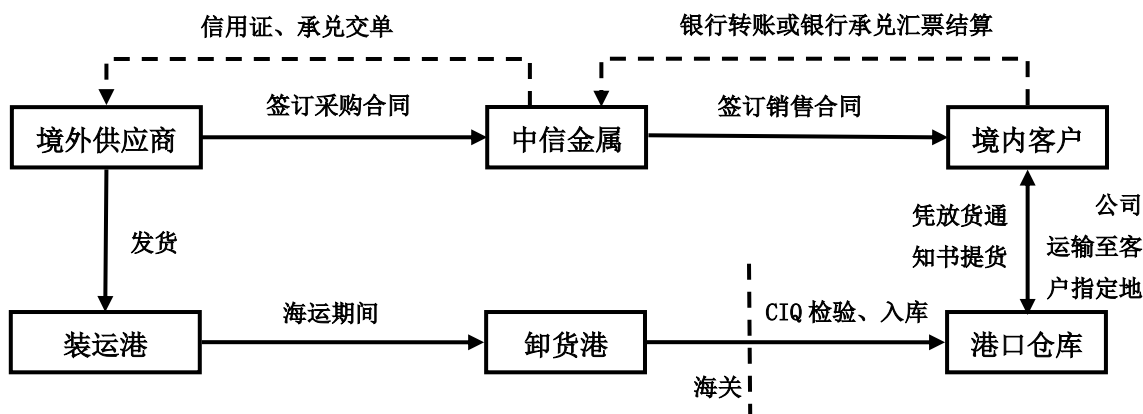 信用证、承兑交单
银行转账或银行承兑汇票结算
签订采购合同
签订销售合同
境外供应商
中信金属
境内客户
发货
凭放货通
知书提货
公司
运输至客
户指定地
海运期间
CIQ 检验、入库
装运港
卸货港
港口仓库
海关